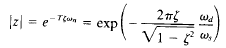 |z| = e^{-Tζω_n} = exp(-\frac{2πζ}{\sqrt{1 - ζ^2}} \frac{ω_d}{ω_s})